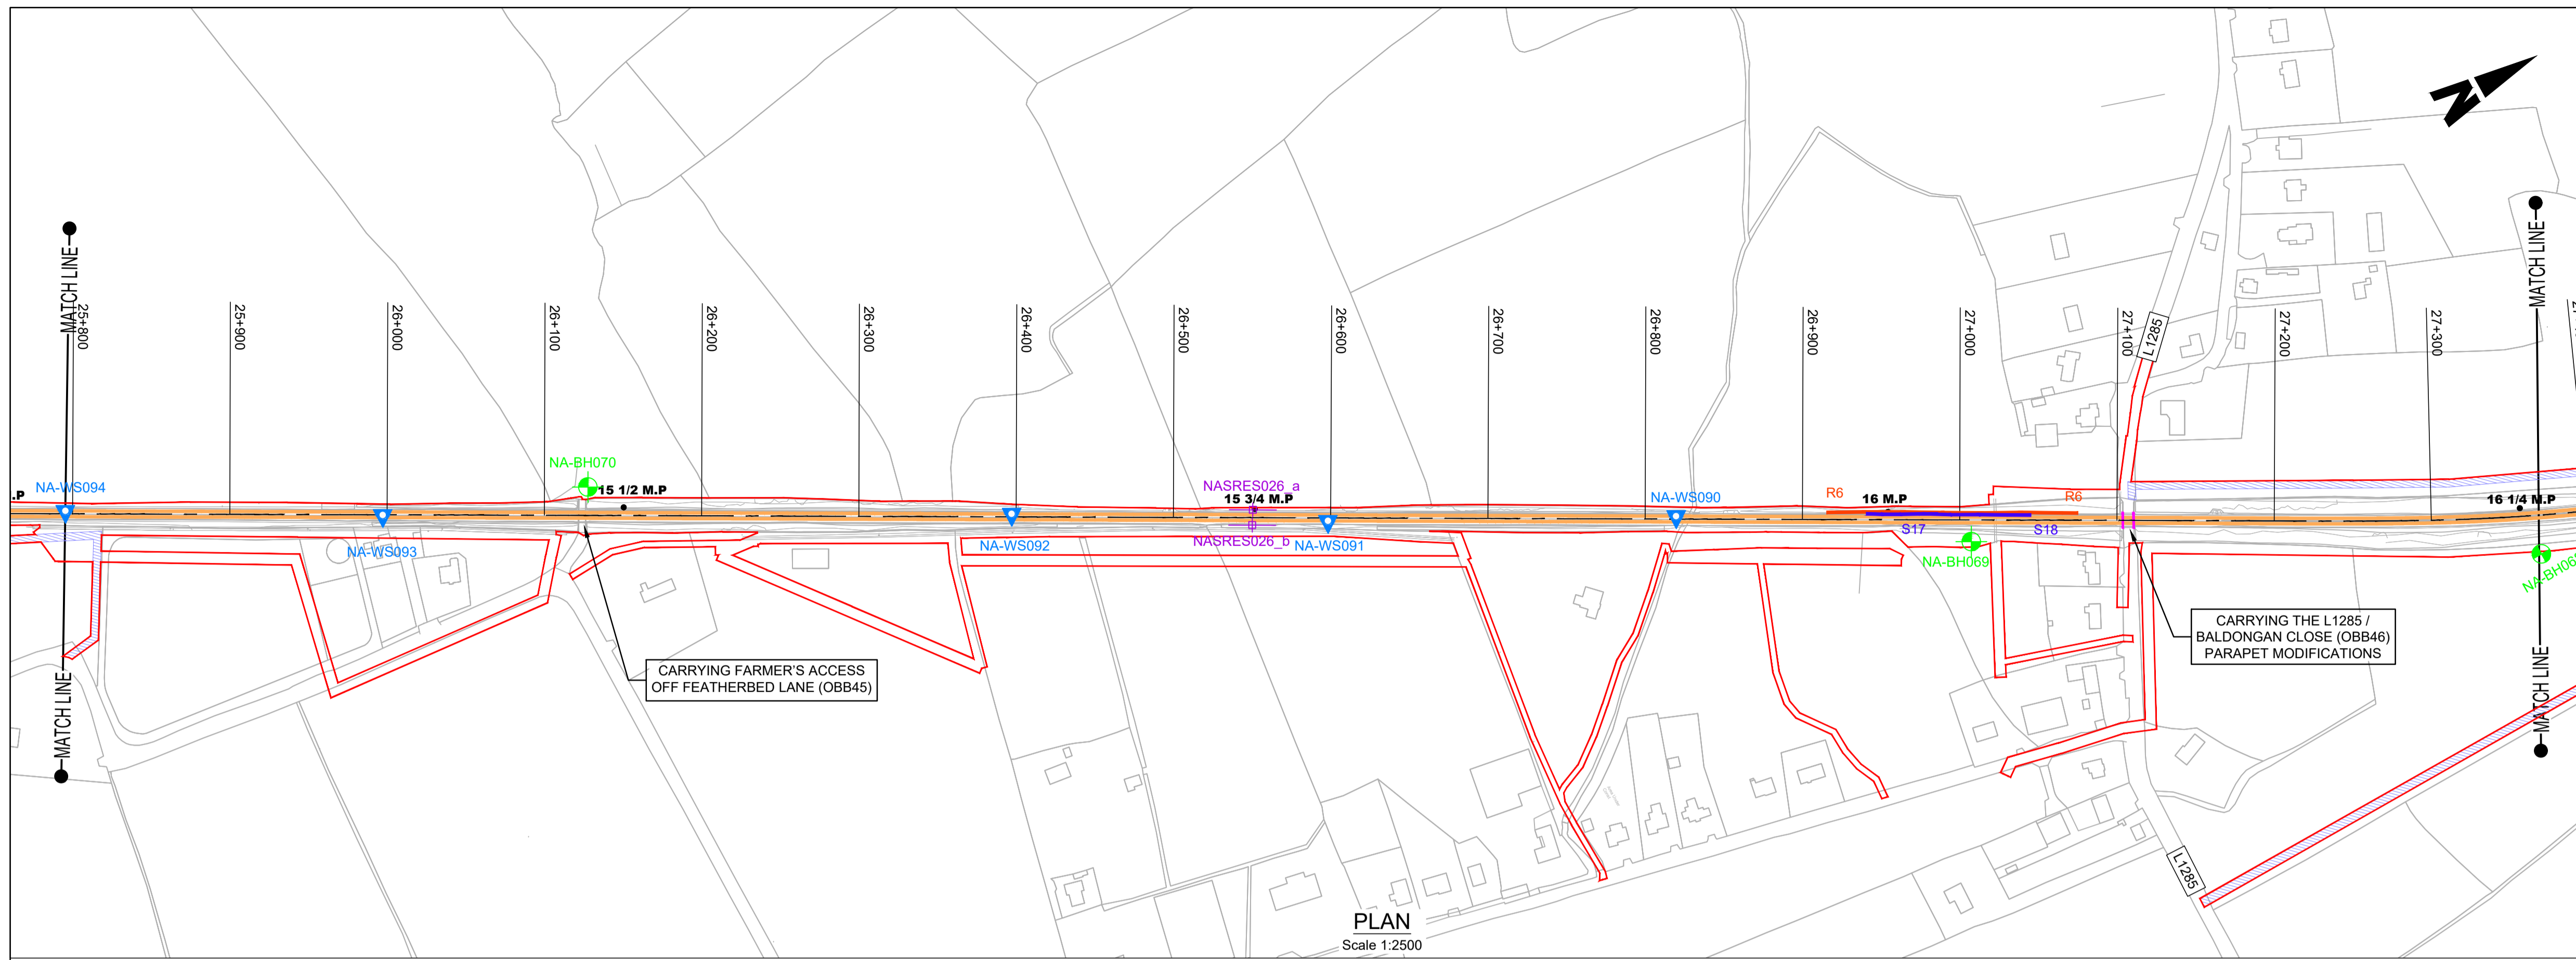 MATCH LINE
25+800
25+900
26+000
26+100
26+200
26+300
26+400
26+500
26+600
26+700
26+800
26+900
27+000
27+100
L1285
27+200
27+300
MATCH LINE
.P
NA-WS094
NA-WS093
NA-BH070
15 1/2 M.P
NA-WS092
NASRES026_a
15 3/4 M.P
NASRES026_b
NA-WS091
NA-WS090
R6
16 M.P
R6
S17
S18
NA-BH069
16 1/4 M.P
MATCH LINE
CARRYING FARMER'S ACCESS
OFF FEATHERBED LANE (OBB45)
CARRYING THE L1285 /
BALDONGAN CLOSE (OBB46)
PARAPET MODIFICATIONS
MATCH LINE
L1285
PLAN
Scale 1:2500